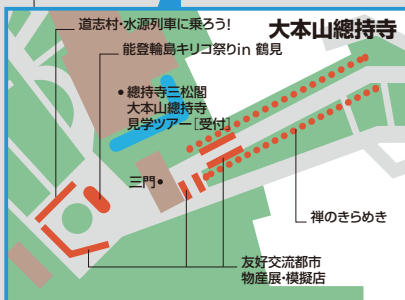 道志村・水源列車に乗ろう!
大本山總持寺
能登輪島キリコ祭りin 鶴見
・總持寺三松閣
大本山總持寺
見学ツアー［受付］
三門・
禅のきらめき
友好交流都市
物産展・模擬店